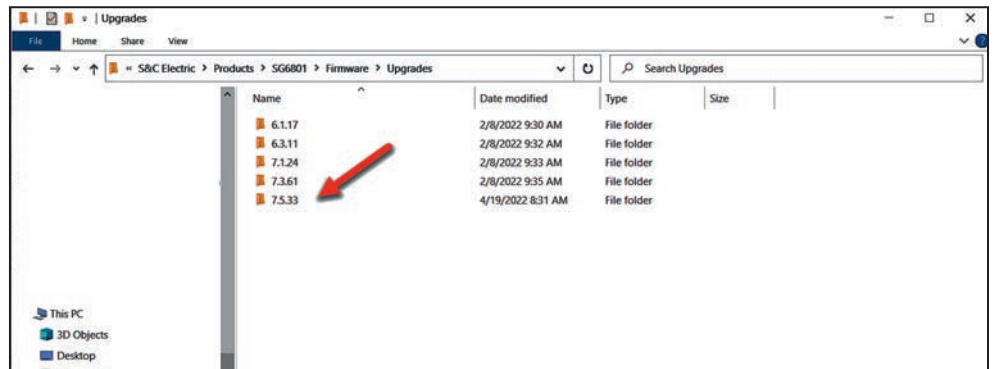 Upgrades
File Home Share View
« S&C Electric > Products > SG6801 > Firmware > Upgrades
Search Upgrades
Name Date modified Type Size
6.1.17 2/8/2022 9:30 AM File folder
6.3.11 2/8/2022 9:32 AM File folder
7.1.24 2/8/2022 9:33 AM File folder
7.3.61 2/8/2022 9:35 AM File folder
7.5.33 4/19/2022 8:31 AM File folder
This PC
3D Objects
Desktop